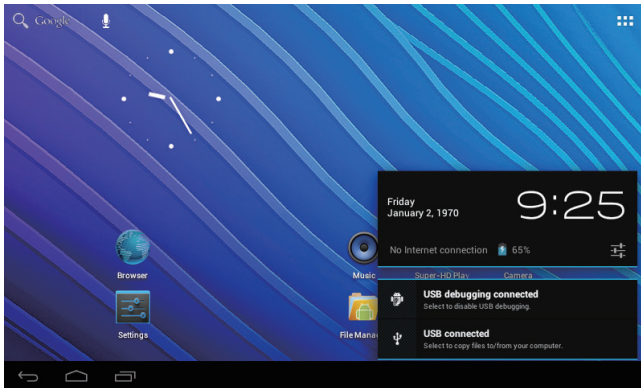 Google
Friday
January 2, 1970
9:25
No Internet connection 65%
Browser
Music
Super-HD Play
Camera
USB debugging connected
Select to disable USB debugging.
Settings
File Mana
USB connected
Select to copy files to/from your computer.